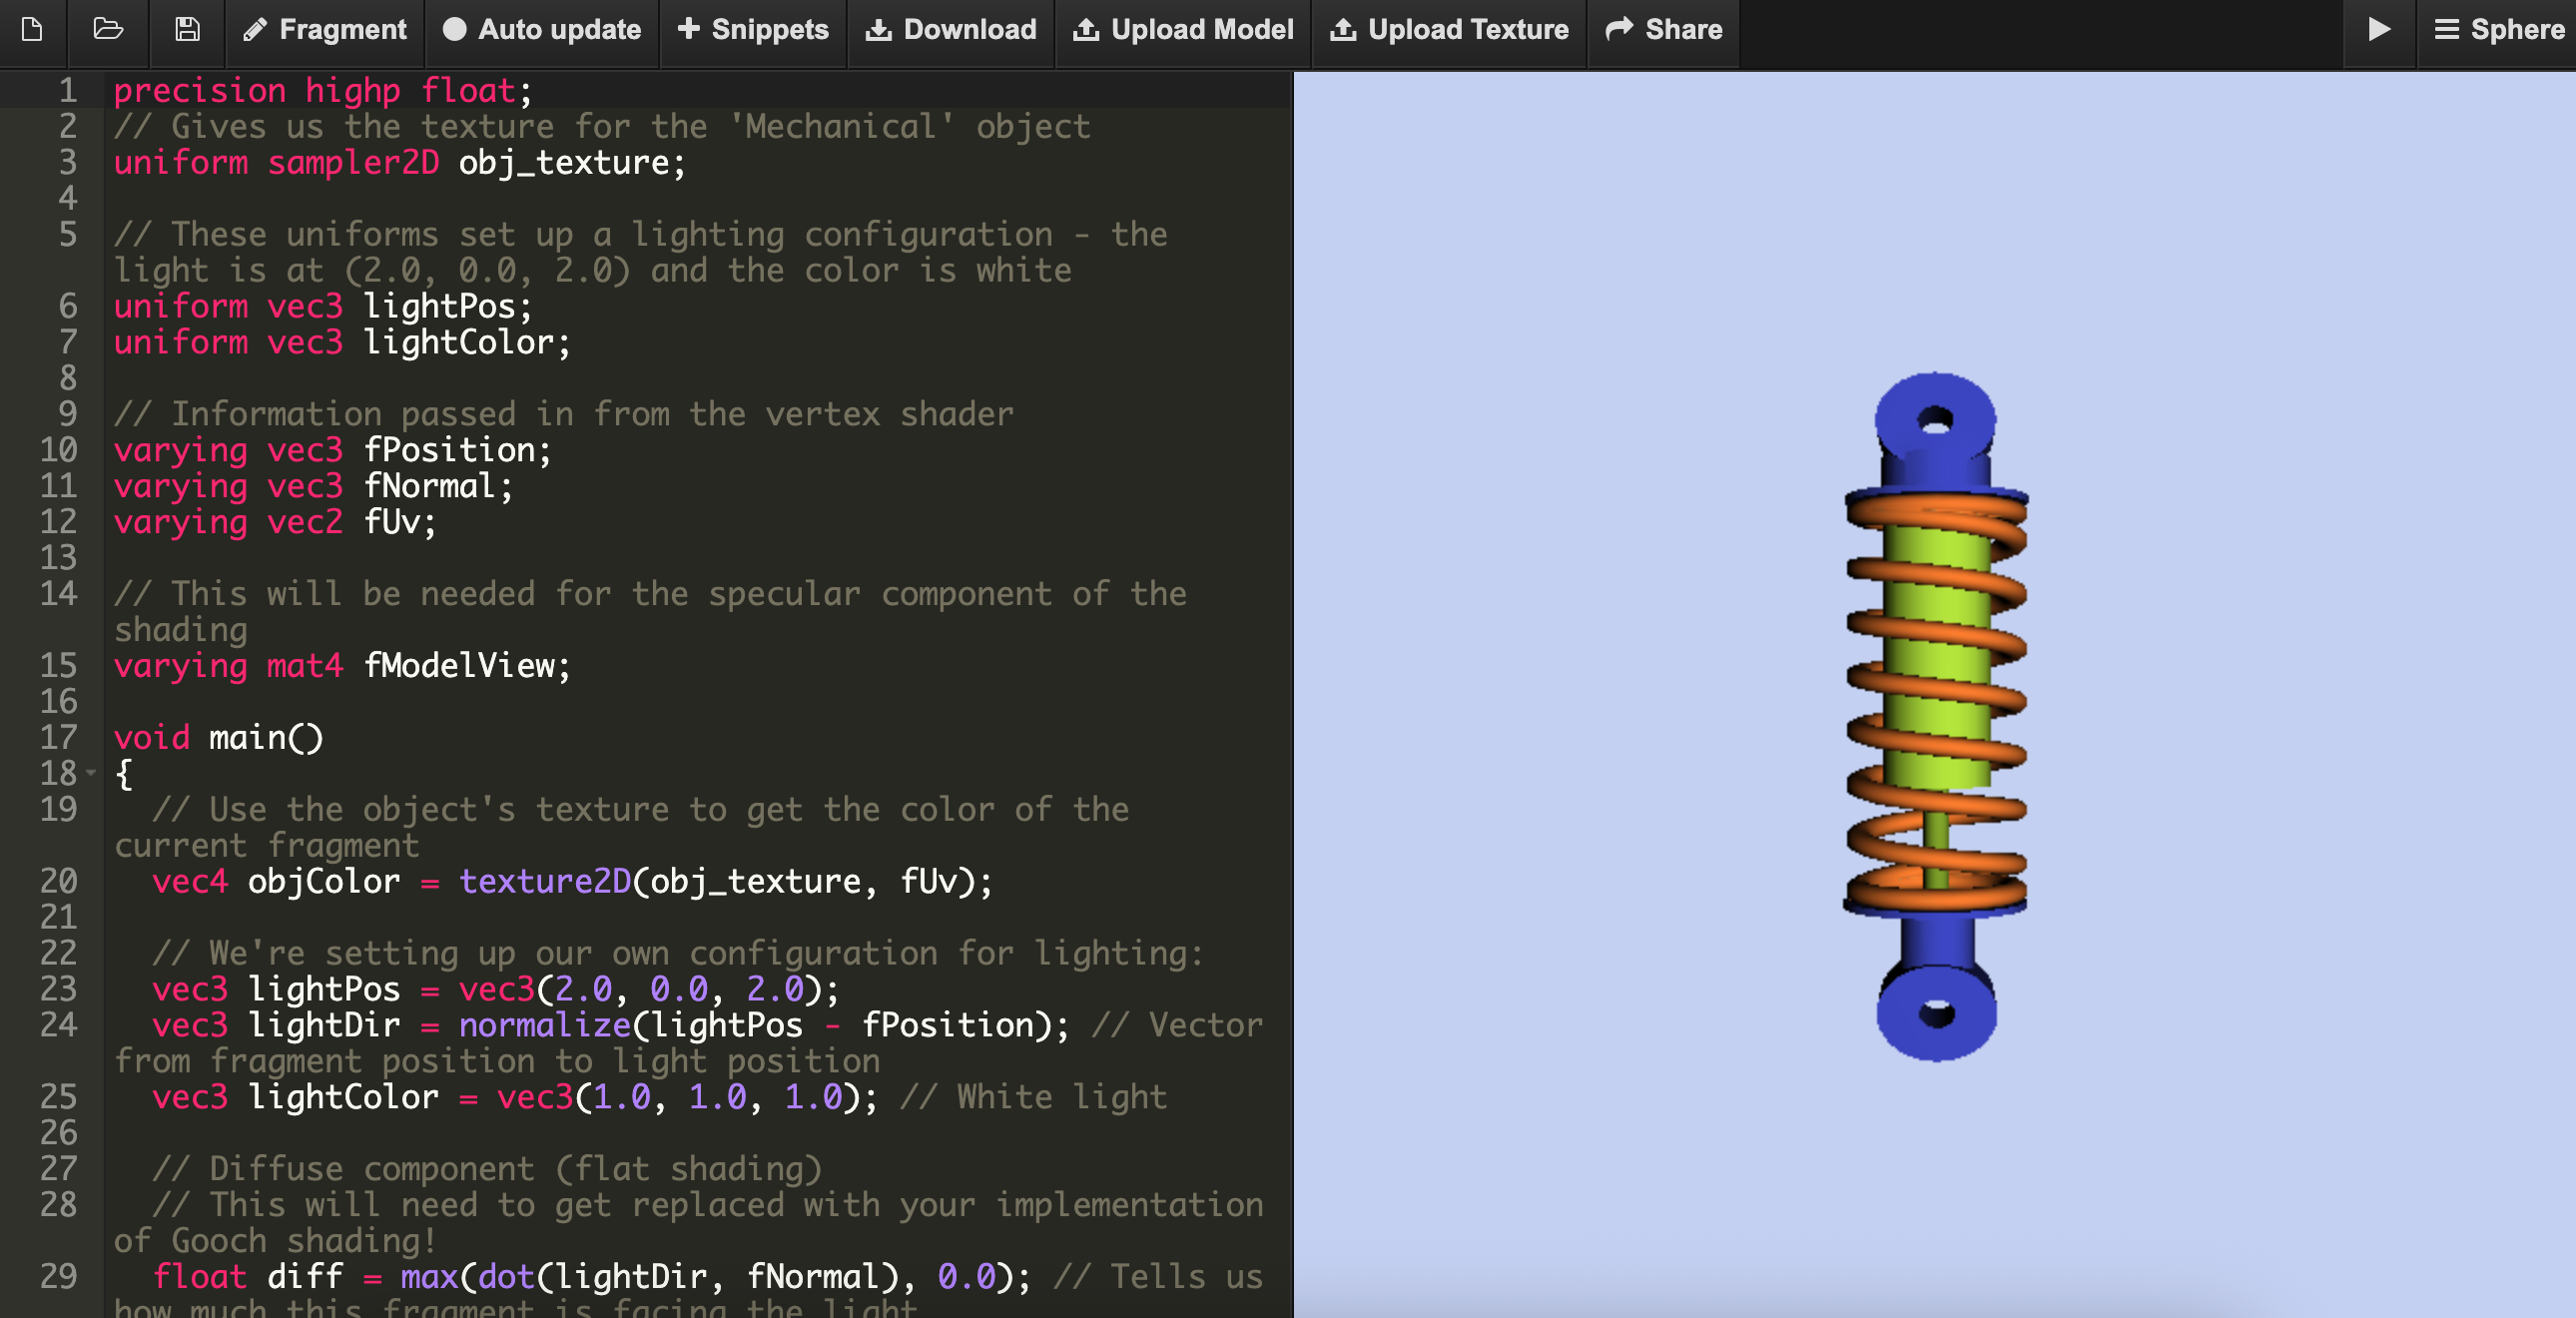 Fragment Auto update Snippets Download Upload Model Upload Texture Share Sphere
1 precision highp float;
2 // Gives us the texture for the 'Mechanical' object
3 uniform sampler2D obj_texture;
4
5 // These uniforms set up a lighting configuration - the
light is at (2.0, 0.0, 2.0) and the color is white
6 uniform vec3 lightPos;
7 uniform vec3 lightColor;
8
9 // Information passed in from the vertex shader
10 varying vec3 fPosition;
11 varying vec3 fNormal;
12 varying vec2 fUv;
13
14 // This will be needed for the specular component of the
shading
15 varying mat4 fModelView;
16
17 void main()
18 {
19 // Use the object's texture to get the color of the
current fragment
20 vec4 objColor = texture2D(obj_texture, fUv);
21
22 // We're setting up our own configuration for lighting:
23 vec3 lightPos = vec3(2.0, 0.0, 2.0);
24 vec3 lightDir = normalize(lightPos - fPosition); // Vector
from fragment position to light position
25 vec3 lightColor = vec3(1.0, 1.0, 1.0); // White light
26
27 // Diffuse component (flat shading)
28 // This will need to get replaced with your implementation
of Gooch shading!
29 float diff = max(dot(lightDir, fNormal), 0.0); // Tells us
how much this fragment is facing the light